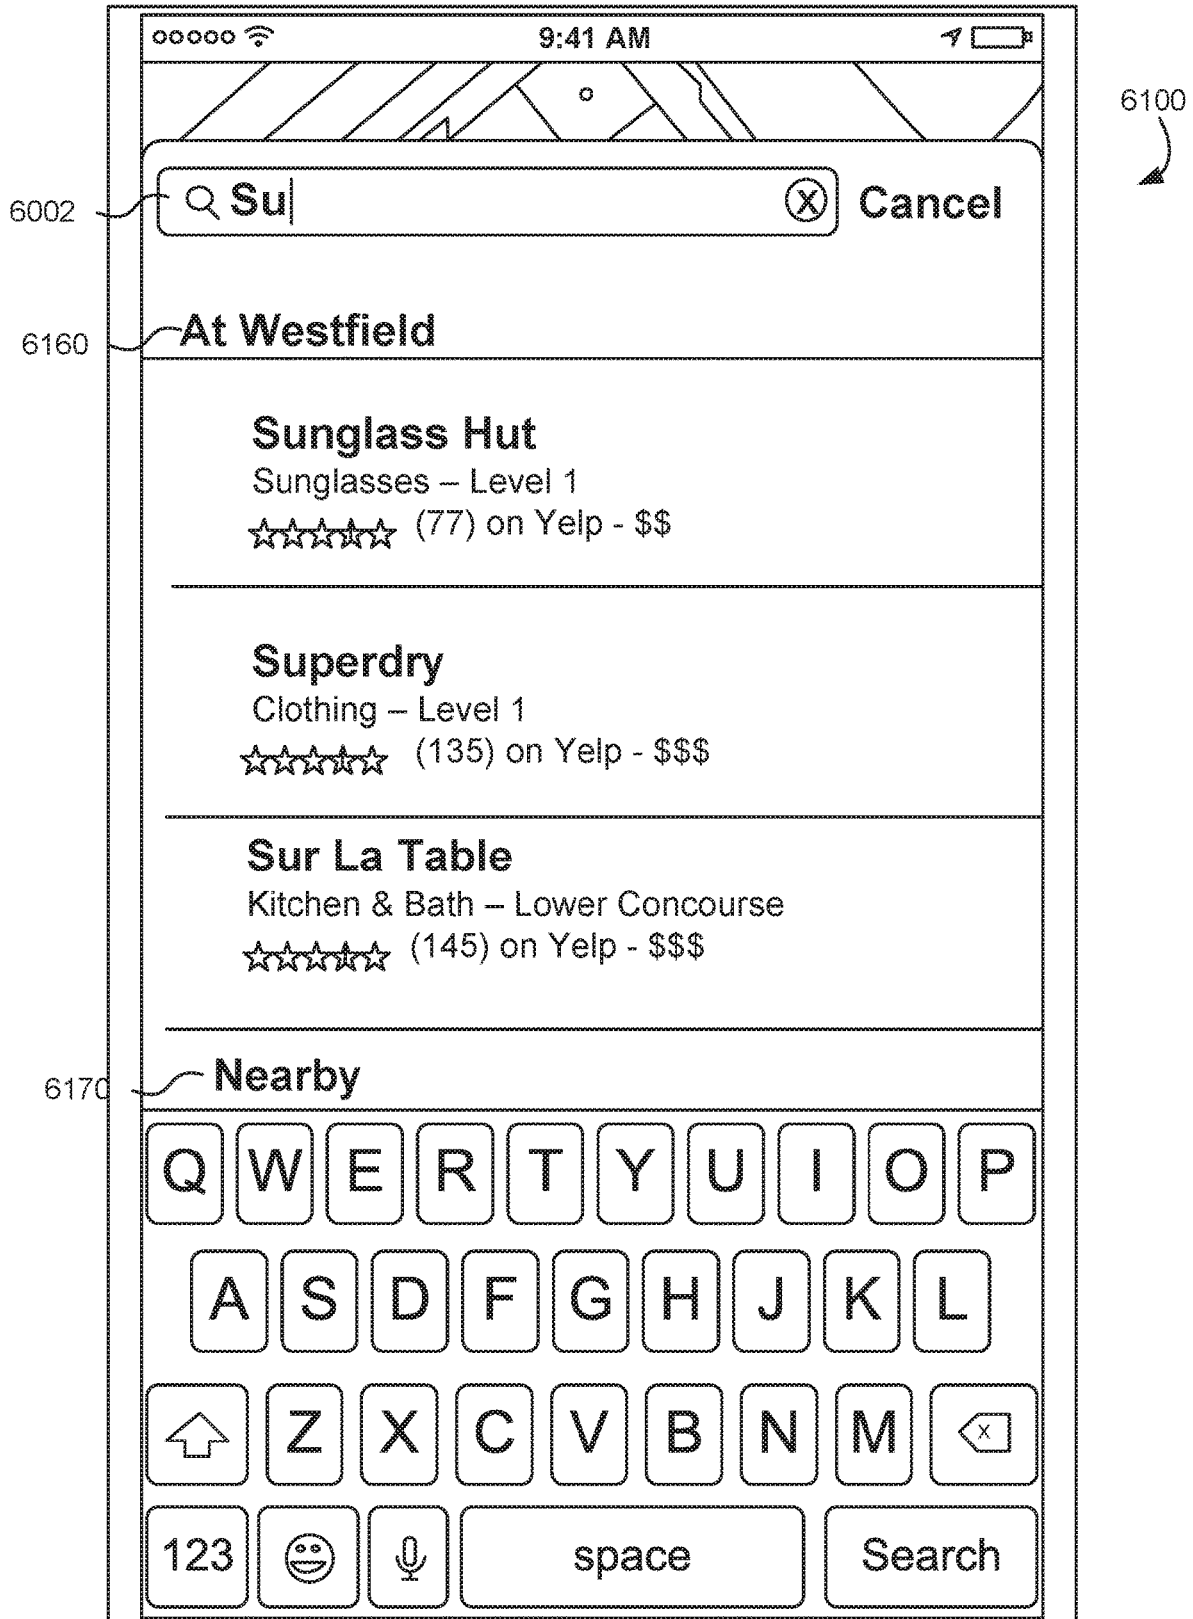 9:41 AM
6100
6002
Su
X
Cancel
6160
At Westfield
Sunglass Hut
Sunglasses – Level 1
(77) on Yelp - $$
Superdry
Clothing – Level 1
(135) on Yelp - $$$
Sur La Table
Kitchen & Bath – Lower Concourse
(145) on Yelp - $$$
6170
Nearby
Q W E R T Y U I O P
A S D F G H J K L
Z X C V B N M X
123 space Search